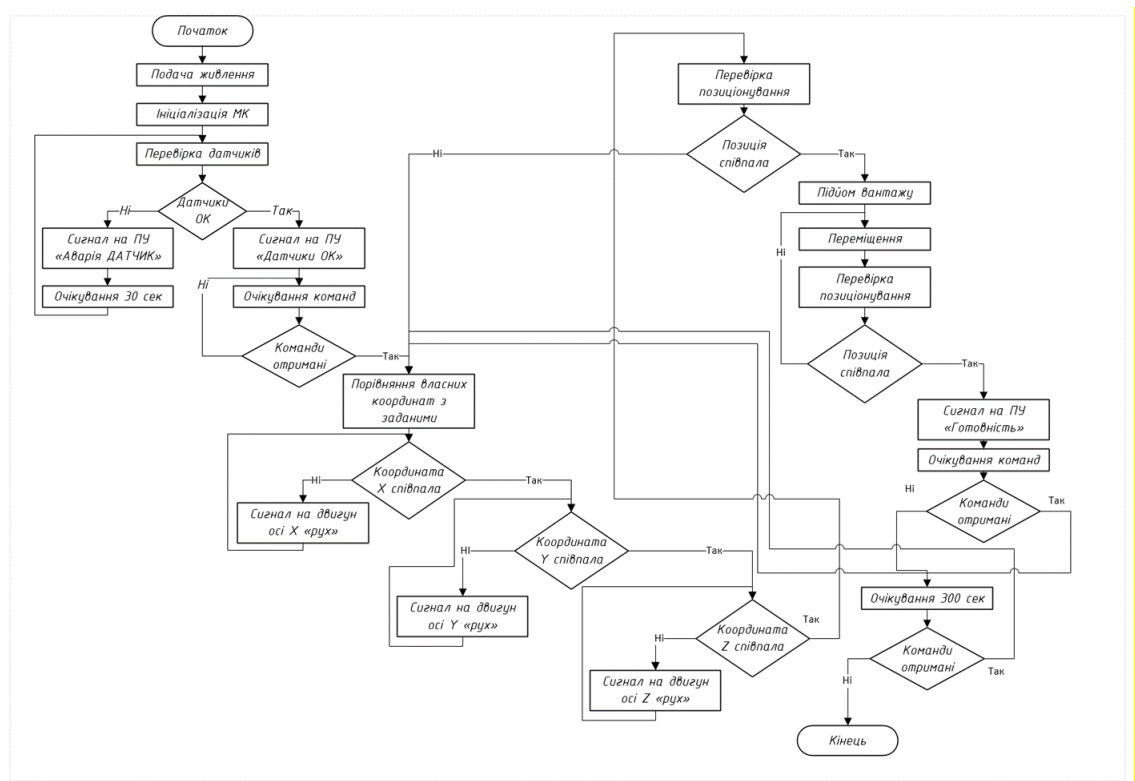 Початок
Подача живлення
Ініціалізація МК
Перевірка датчиків
Датчики
ОК
Ні
Так
Сигнал на ПУ
«Аварія ДАТЧИК»
Очікування 30 сек
Сигнал на ПУ
«Датчики ОК»
Ні
Очікування команд
Команди
отримані
Так
Порівняння власних
координат з
заданими
Координата
X співпала
Ні
Так
Сигнал на двигун
осі X «рух»
Координата
Y співпала
Ні
Так
Сигнал на двигун
осі Y «рух»
Координата
Z співпала
Ні
Так
Сигнал на двигун
осі Z «рух»
Перевірка
позиціонування
Позиція
співпала
Ні
Так
Підйом вантажу
Ні
Переміщення
Перевірка
позиціонування
Позиція
співпала
Так
Сигнал на ПУ
«Готовність»
Очікування команд
Ні
Команди
отримані
Так
Очікування 300 сек
Команди
отримані
Так
Ні
Кінець